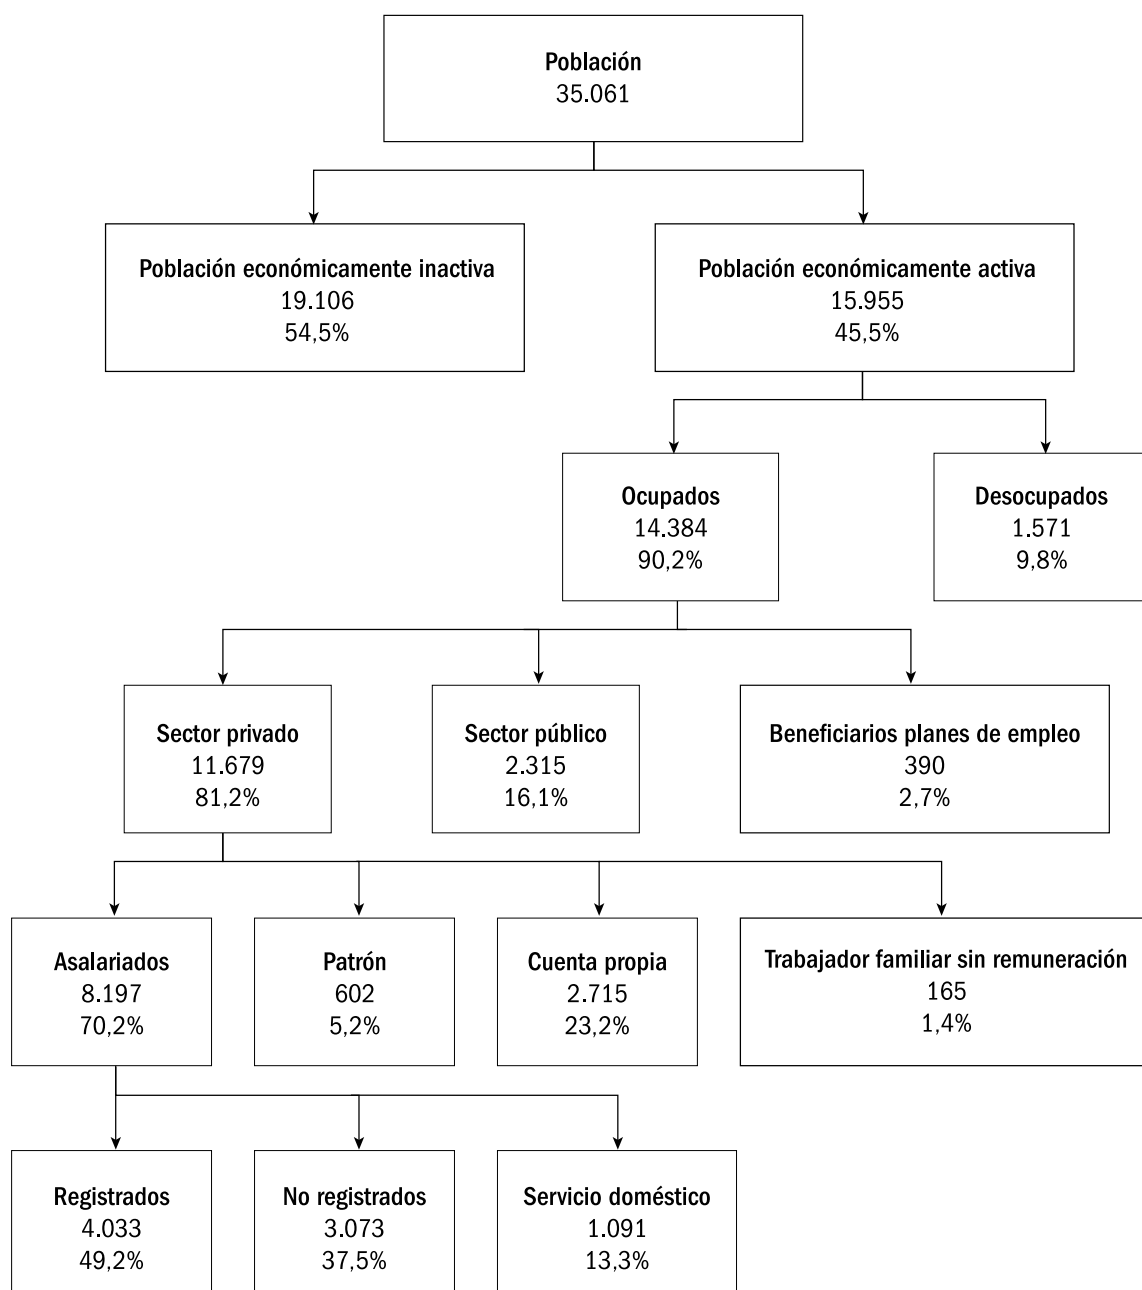 Población
35.061
Población económicamente inactiva
19.106
54,5%
Población económicamente activa
15.955
45,5%
Ocupados
14.384
90,2%
Desocupados
1.571
9,8%
Sector privado
11.679
81,2%
Sector público
2.315
16,1%
Beneficiarios planes de empleo
390
2,7%
Asalariados
8.197
70,2%
Patrón
602
5,2%
Cuenta propia
2.715
23,2%
Trabajador familiar sin remuneración
165
1,4%
Registrados
4.033
49,2%
No registrados
3.073
37,5%
Servicio doméstico
1.091
13,3%